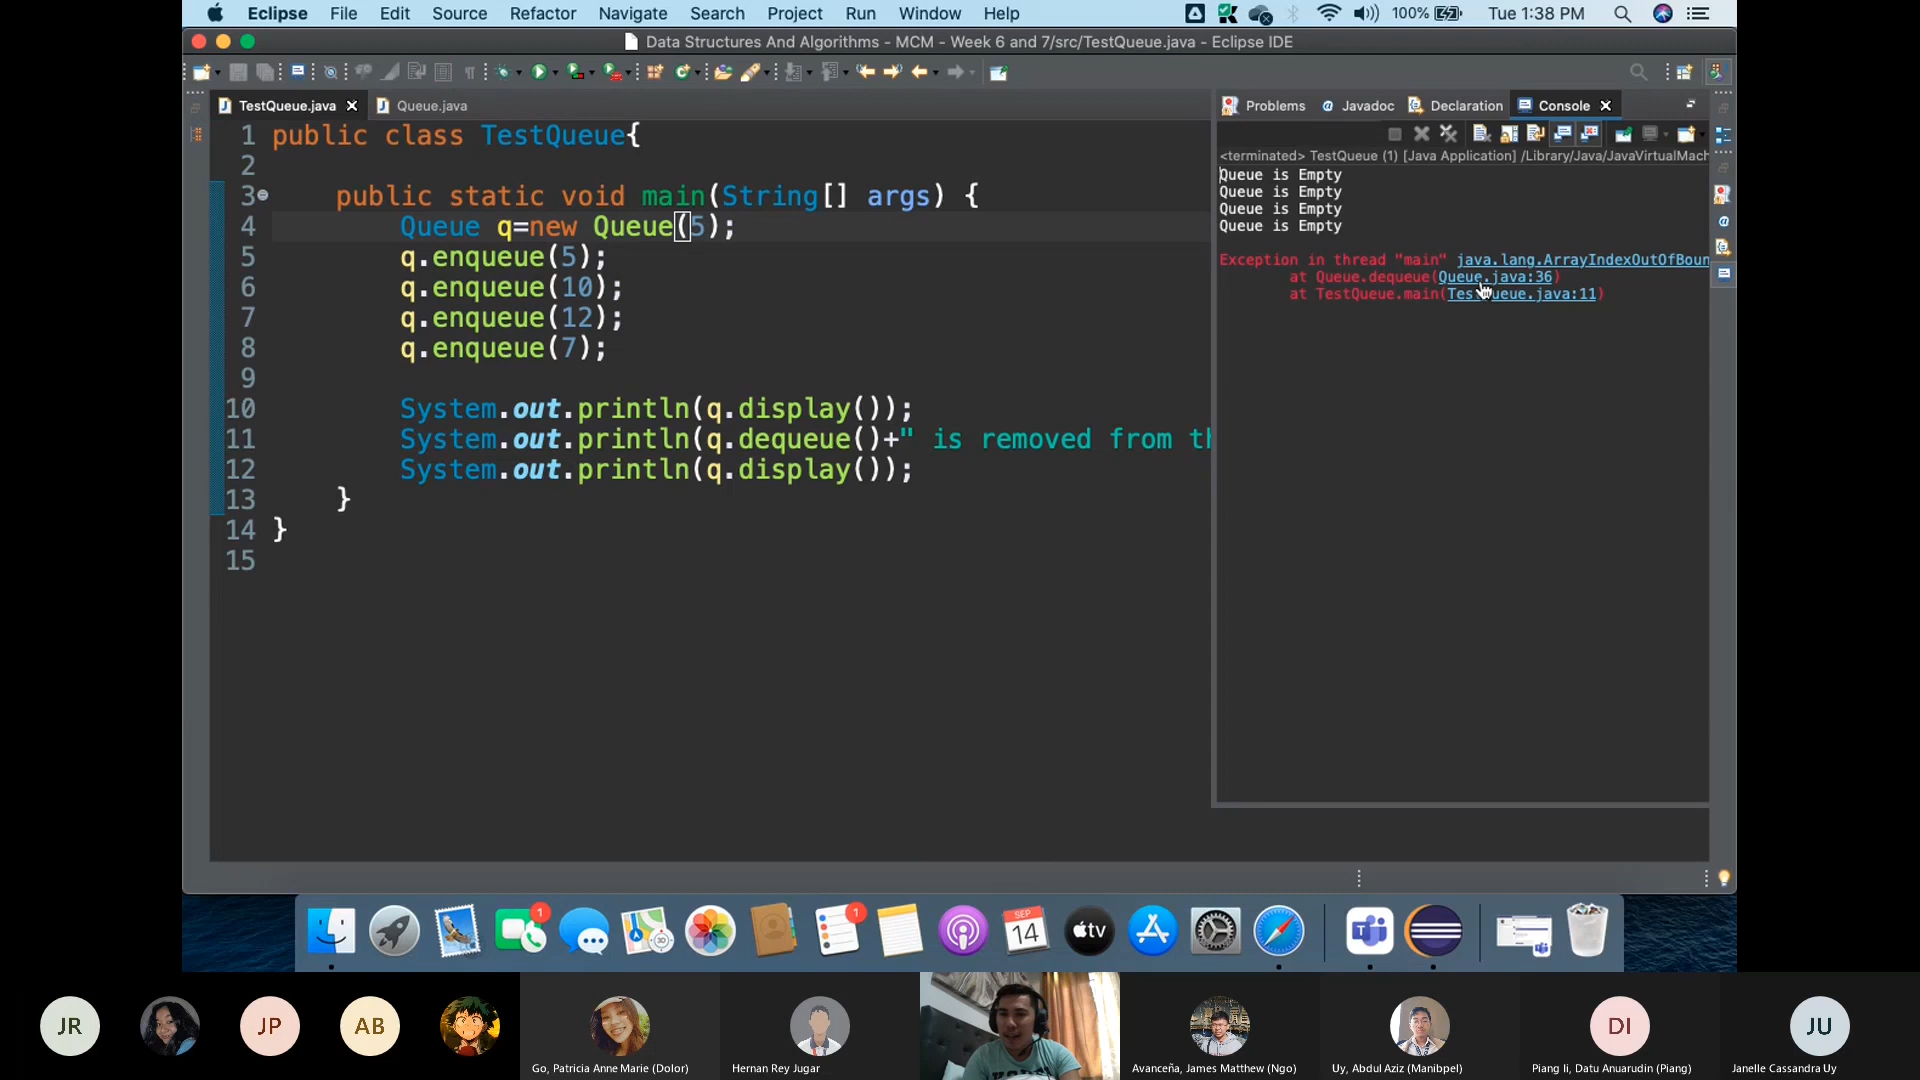 Eclipse File Edit Source Refactor Navigate Search Project Run Window Help 100% Tue 1:38 PM
Data Structures And Algorithms - MCM - Week 6 and 7/src/TestQueue.java - Eclipse IDE
TestQueue.java Queue.java
1 public class TestQueue{
2
3 public static void main(String[] args) {
4 Queue q=new Queue(5);
5 q.enqueue(5);
6 q.enqueue(10);
7 q.enqueue(12);
8 q.enqueue(7);
9
10 System.out.println(q.display());
11 System.out.println(q.dequeue()+" is removed from th
12 System.out.println(q.display());
13 }
14 }
15
Problems Javadoc Declaration Console
<terminated> TestQueue (1) [Java Application] /Library/Java/JavaVirtualMach
Queue is Empty
Queue is Empty
Queue is Empty
Queue is Empty
Exception in thread "main" java.lang.ArrayIndexOutOfBoun
at Queue.dequeue(Queue.java:36)
at TestQueue.main(TestQueue.java:11)
1
1
SEP
14
tv
JR
JP
AB
DI
JU
Go, Patricia Anne Marie (Dolor)
Hernan Rey Jugar
Avanceña, James Matthew (Ngo)
Uy, Abdul Aziz (Manibpel)
Piang Ii, Datu Anuarudin (Piang)
Janelle Cassandra Uy